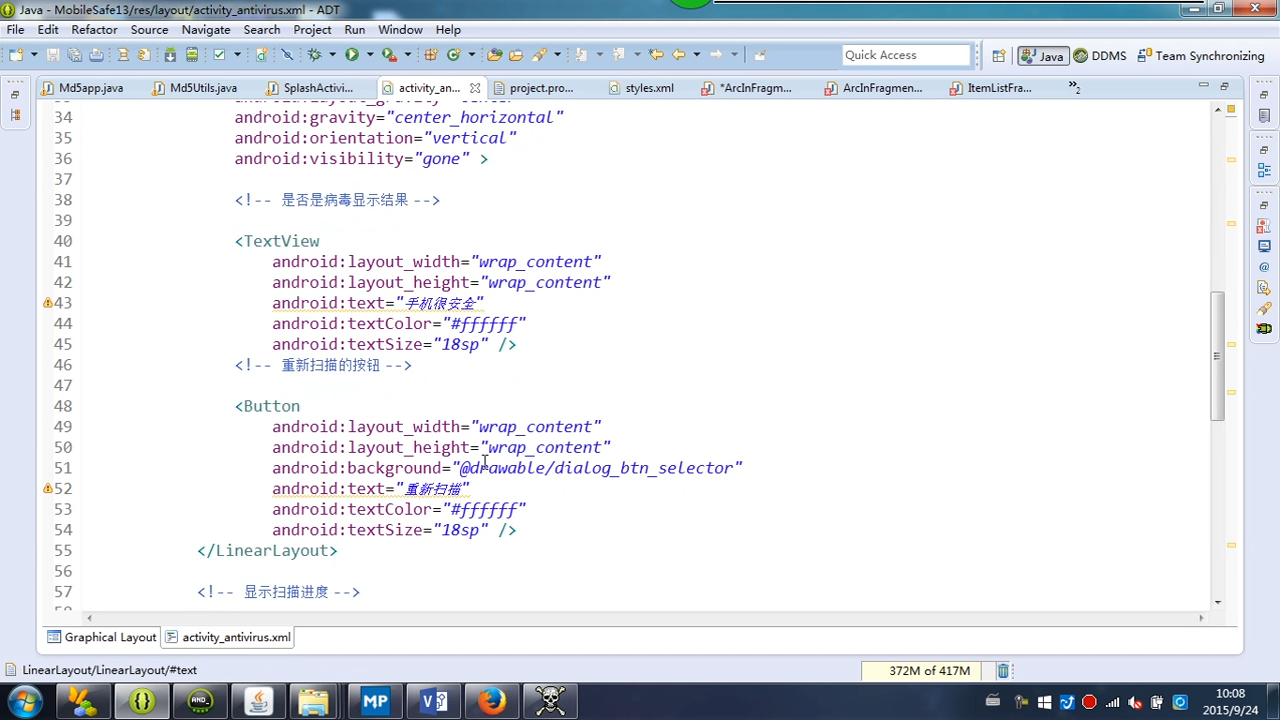 Java - MobileSafe13/res/layout/activity_antivirus.xml - ADT
File Edit Refactor Source Navigate Search Project Run Window Help
Quick Access
Java DDMS Team Synchronizing
Md5app.java Md5Utils.java SplashActivi... activity_an... project.pro... styles.xml *ArcInFragm... ArcInFragmen... ItemListFra... »2
34 android:gravity="center_horizontal"
35 android:orientation="vertical"
36 android:visibility="gone" >
37
38 <!-- 是否是病毒显示结果 -->
39
40 <TextView
41 android:layout_width="wrap_content"
42 android:layout_height="wrap_content"
43 android:text="手机很安全"
44 android:textColor="#ffffff"
45 android:textSize="18sp" />
46 <!-- 重新扫描的按钮 -->
47
48 <Button
49 android:layout_width="wrap_content"
50 android:layout_height="wrap_content"
51 android:background="@drawable/dialog_btn_selector"
52 android:text="重新扫描"
53 android:textColor="#ffffff"
54 android:textSize="18sp" />
55 </LinearLayout>
56
57 <!-- 显示扫描进度 -->
Graphical Layout activity_antivirus.xml
LinearLayout/LinearLayout/#text
372M of 417M
MP
10:08
2015/9/24